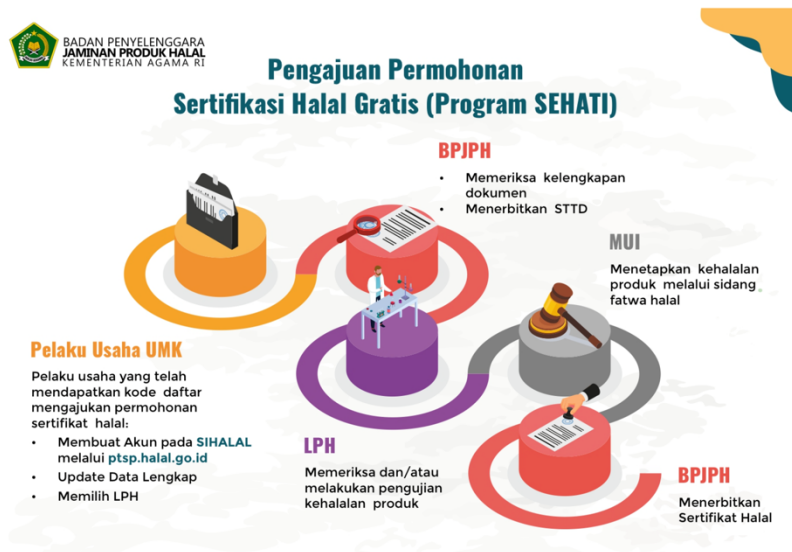 BADAN PENYELENGGARA
JAMINAN PRODUK HALAL
KEMENTERIAN AGAMA RI
Pengajuan Permohonan
Sertifikasi Halal Gratis (Program SEHATI)
BPJPH
• Memeriksa kelengkapan
dokumen
• Menerbitkan STTD
MUI
Menetapkan kehalalan
produk melalui sidang
fatwa halal
Pelaku Usaha UMK
Pelaku usaha yang telah
mendapatkan kode daftar
mengajukan permohonan
sertifikat halal:
• Membuat Akun pada SIHALAL
melalui ptsp.halal.go.id
• Update Data Lengkap
• Memilih LPH
LPH
Memeriksa dan/atau
melakukan pengujian
kehalalan produk
BPJPH
Menerbitkan
Sertifikat Halal